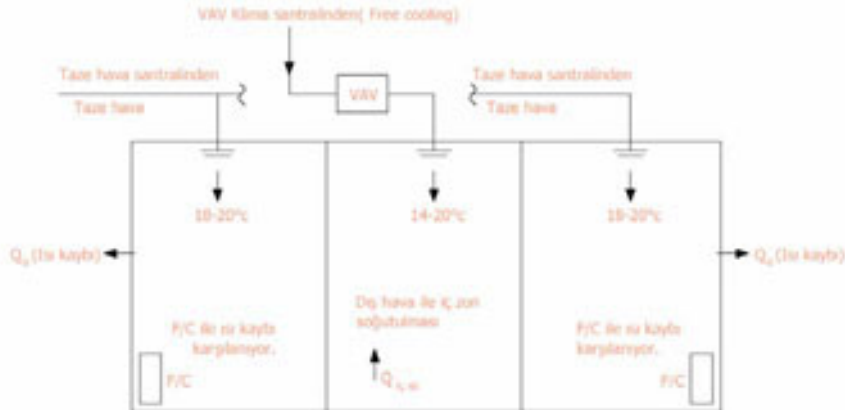 VAV Klima santralinden( Free cooling)
Taze hava santralinden
Taze hava
VAV
Taze hava santralinden
Taze hava
18-20°c
14-20°c
18-20°c
Q (Isı kaybı)
Q (Isı kaybı)
Dış hava ile iç zon
soğutulması
F/C ile ısı kaybı
karşılanıyor.
F/C ile ısı kaybı
karşılanıyor.
F/C
Q
F/C